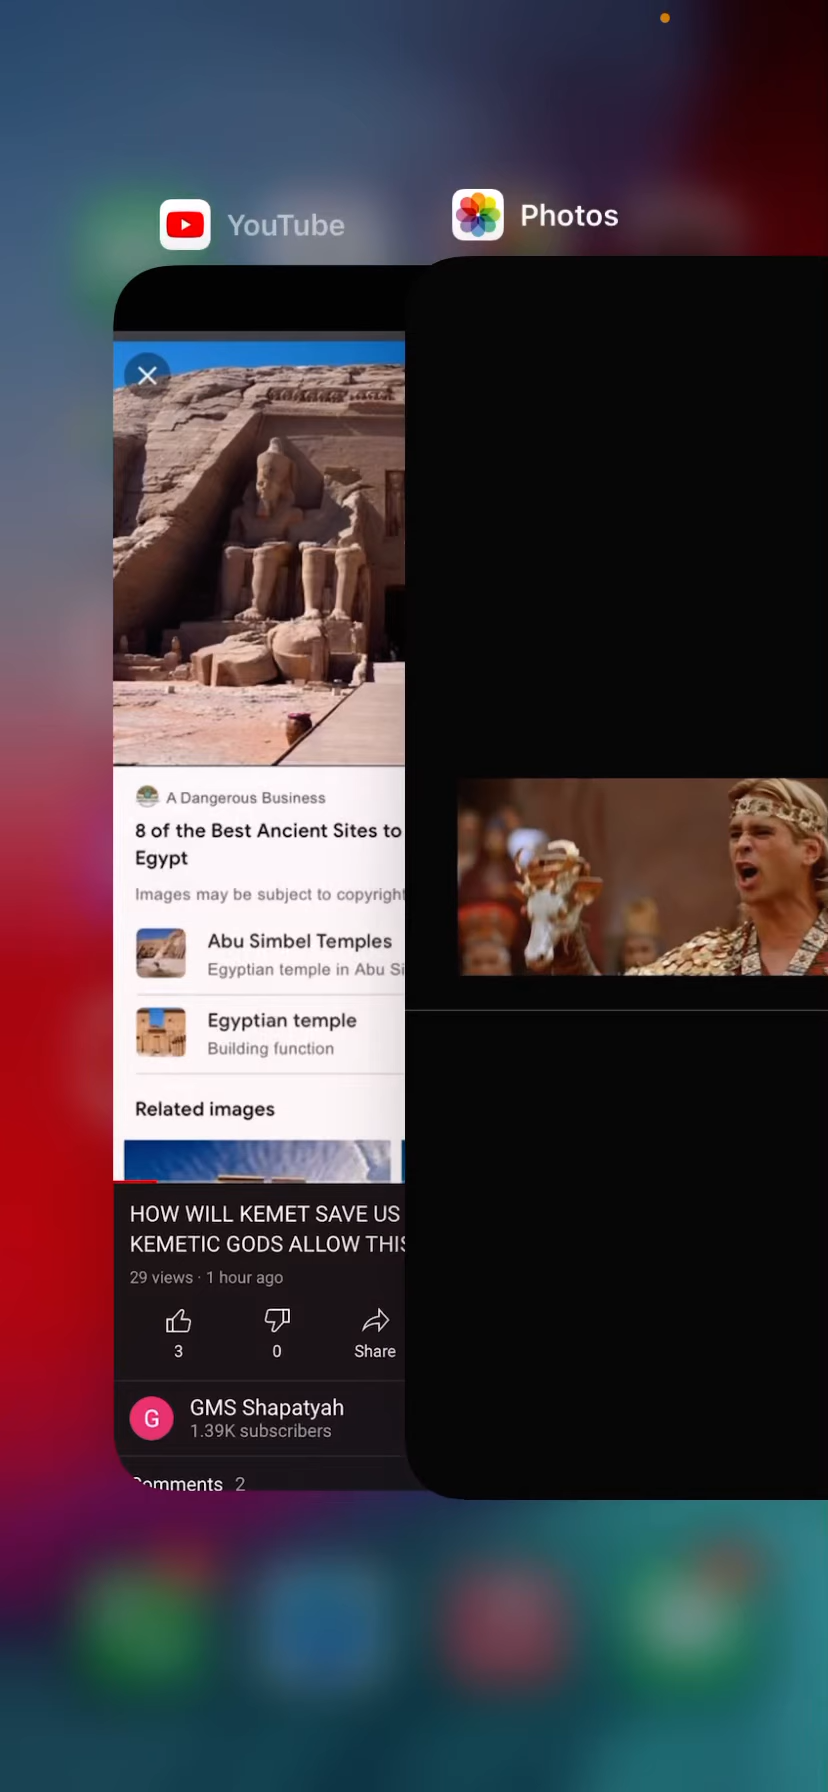 YouTube
Photos
A Dangerous Business
8 of the Best Ancient Sites to
Egypt
Images may be subject to copyright
Abu Simbel Temples
Egyptian temple in Abu Si
Egyptian temple
Building function
Related images
HOW WILL KEMET SAVE US
KEMETIC GODS ALLOW THIS
29 views · 1 hour ago
3
0
Share
G
GMS Shapatyah
1.39K subscribers
Comments 2